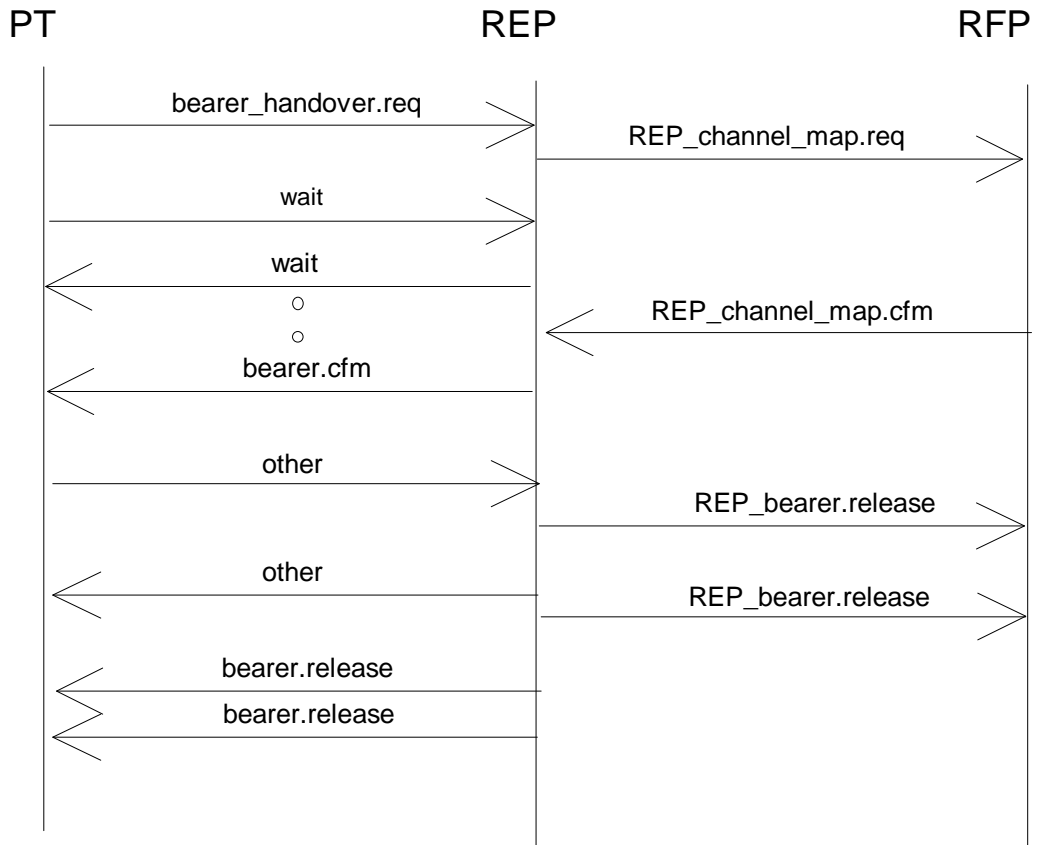 PT
REP
RFP
bearer_handover.req
REP_channel_map.req
wait
wait
REP_channel_map.cfm
bearer.cfm
other
REP_bearer.release
other
REP_bearer.release
bearer.release
bearer.release